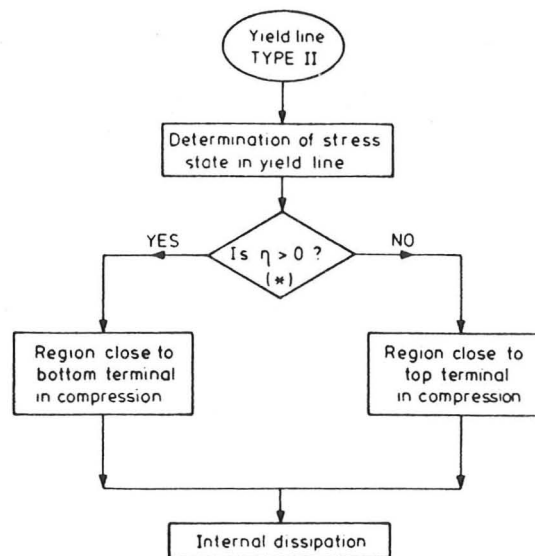 Yield line
TYPE II
Determination of stress
state in yield line
YES
Is η > 0 ?
(*)
NO
Region close to
bottom terminal
in compression
Region close to
top terminal
in compression
Internal dissipation